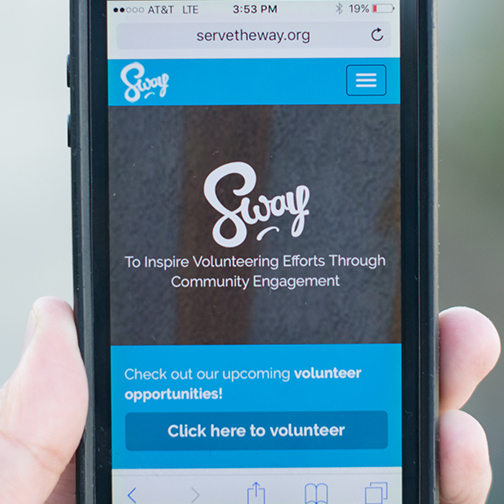 AT&T LTE 3:53 PM 19%
servetheway.org
Sway
Sway
To Inspire Volunteering Efforts Through
Community Engagement
Check out our upcoming volunteer
opportunities!
Click here to volunteer